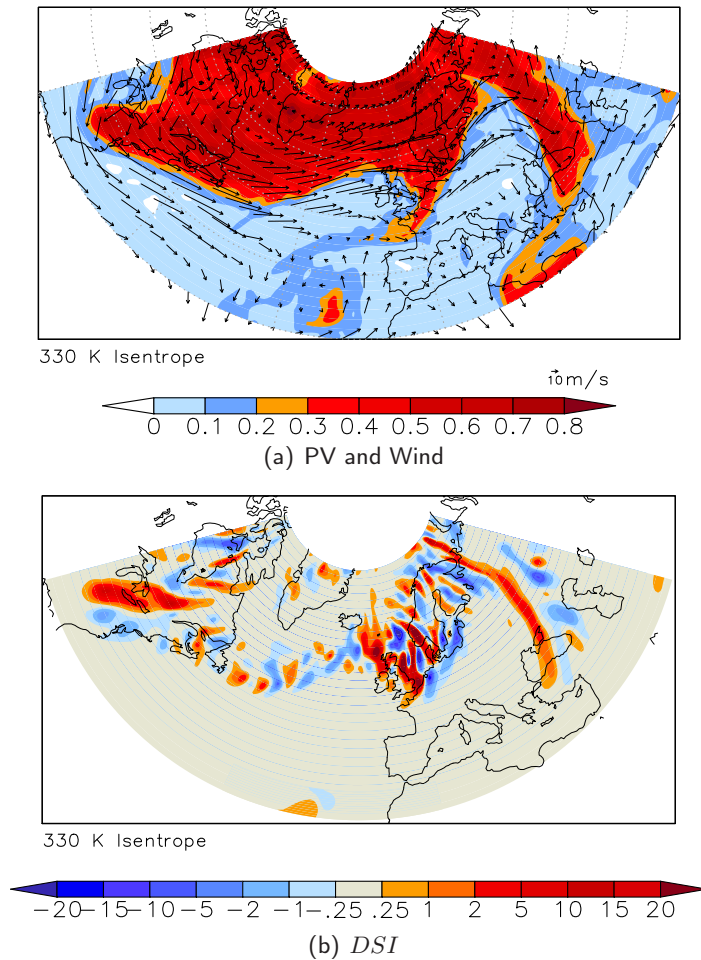 330 K Isentrope
10 m/s
0 0.1 0.2 0.3 0.4 0.5 0.6 0.7 0.8
(a) PV and Wind
330 K Isentrope
−20 −15 −10 −5 −2 −1 −.25 .25 1 2 5 10 15 20
(b) DSI